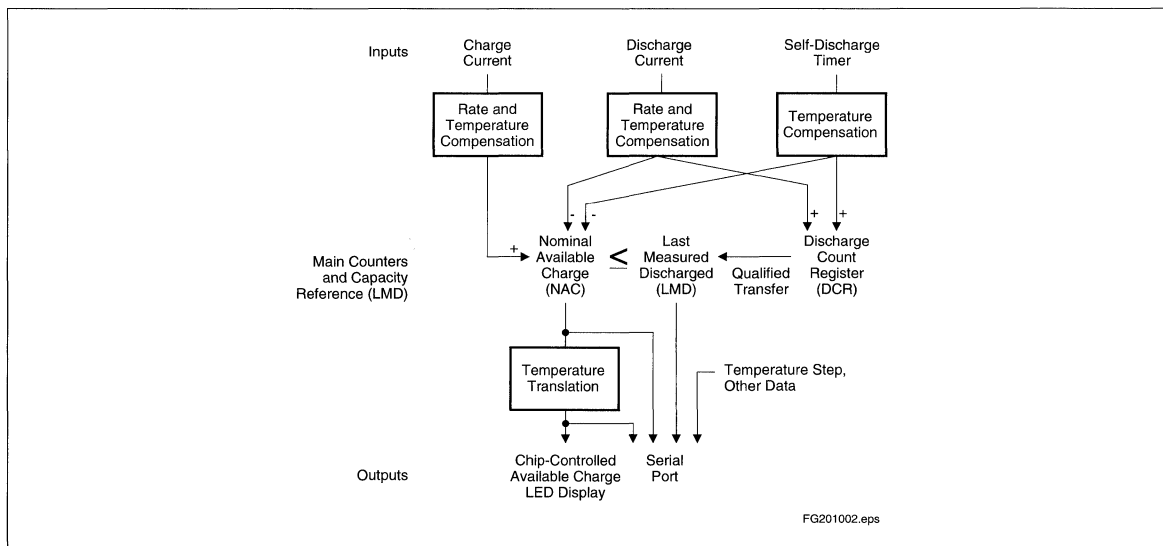 Inputs
Charge
Current
Discharge
Current
Self-Discharge
Timer
Rate and
Temperature
Compensation
Rate and
Temperature
Compensation
Temperature
Compensation
-
-
+
+
+
Main Counters
and Capacity
Reference (LMD)
Nominal
Available
Charge
(NAC)
≤
Last
Measured
Discharged
(LMD)
Qualified
Transfer
Discharge
Count
Register
(DCR)
Temperature
Translation
Temperature Step,
Other Data
Outputs
Chip-Controlled
Available Charge
LED Display
Serial
Port
FG201002.eps